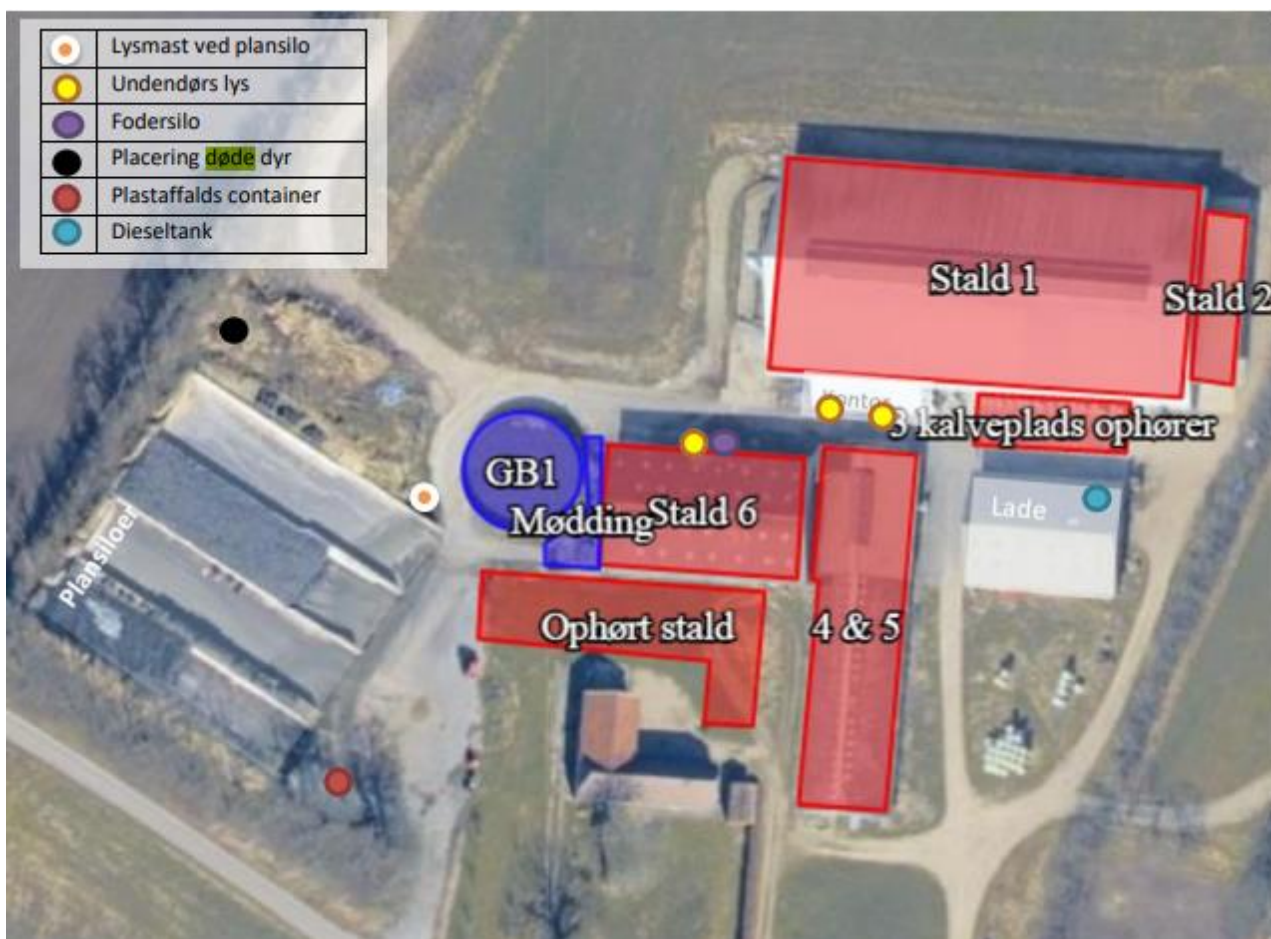 Lysmast ved plansilo
Undendørs lys
Fodersilo
Placering døde dyr
Plastaffalds container
Dieseltank
Stald 1
Stald 2
Kontor
3 kalveplads ophører
GB1
Mødding
Stald 6
Lade
Plansiloer
Ophørt stald
4 & 5